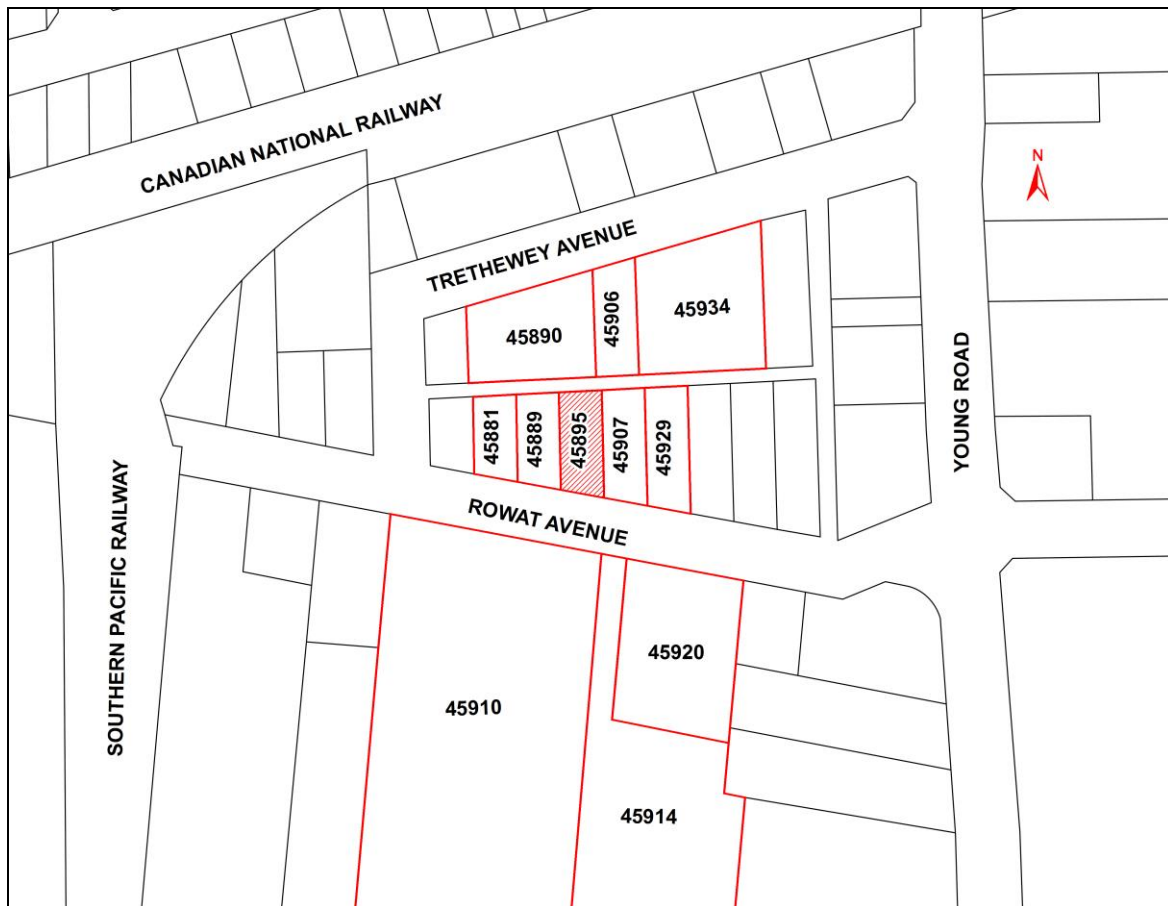 CANADIAN NATIONAL RAILWAY
N
TRETHEWEY AVENUE
45890
45906
45934
45881
45889
45895
45907
45929
YOUNG ROAD
ROWAT AVENUE
SOUTHERN PACIFIC RAILWAY
45920
45910
45914